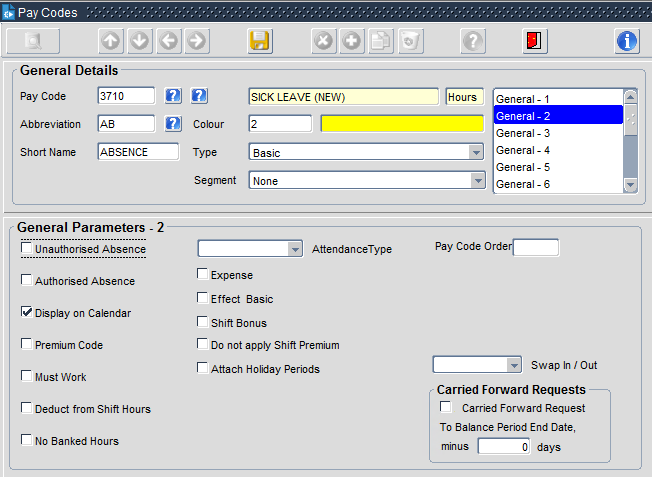 Pay Codes
General Details
Pay Code 3710 ? ? SICK LEAVE (NEW) Hours
Abbreviation AB ? Colour 2
Short Name ABSENCE Type Basic
Segment None
General - 1
General - 2
General - 3
General - 4
General - 5
General - 6
General Parameters - 2
Unauthorised Absence AttendanceType Pay Code Order
Authorised Absence
Display on Calendar
Premium Code
Must Work
Deduct from Shift Hours
No Banked Hours
Expense
Effect Basic
Shift Bonus
Do not apply Shift Premium
Attach Holiday Periods
Swap In / Out
Carried Forward Requests
Carried Forward Request
To Balance Period End Date,
minus 0 days